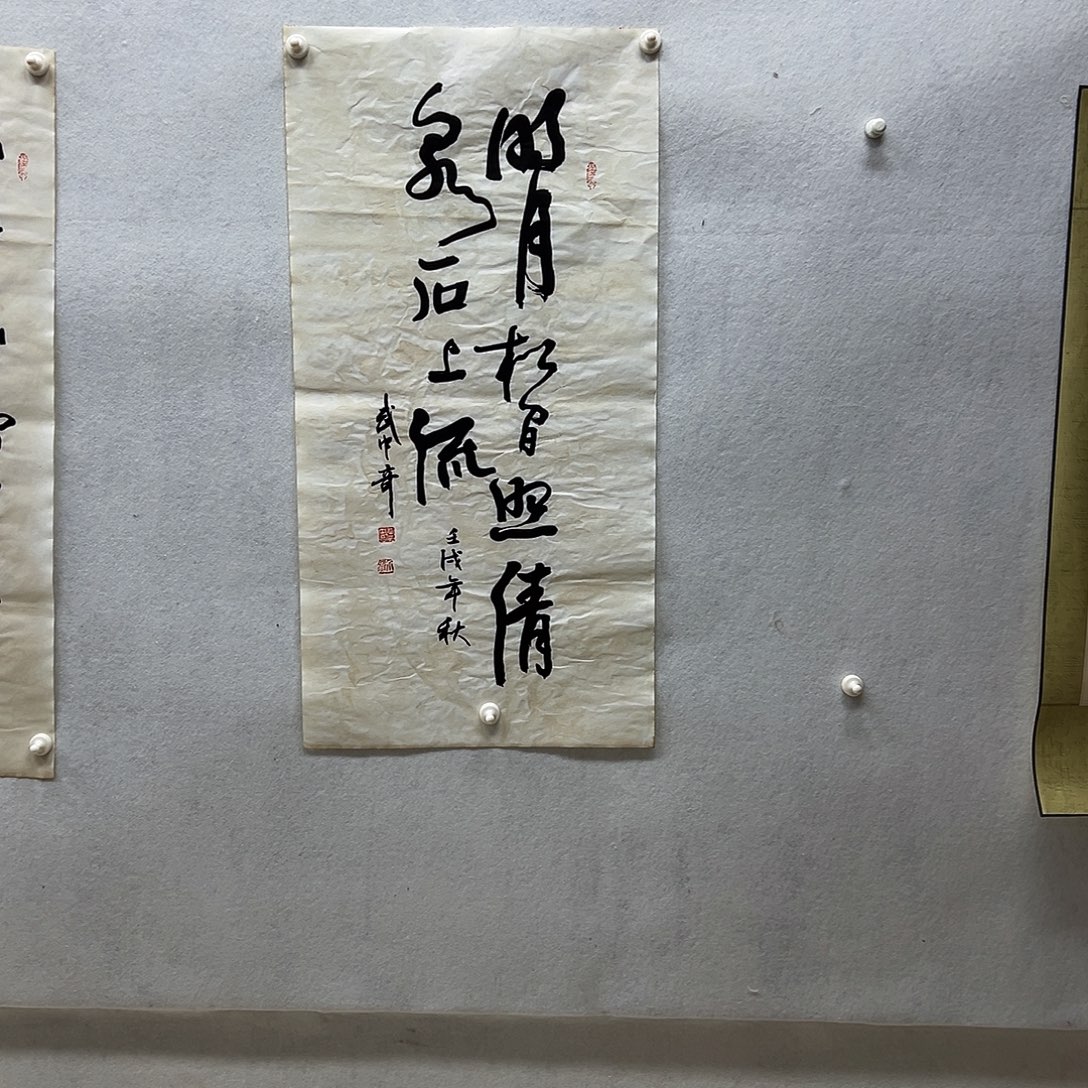 明月松間照清
泉石上流
壬戌年秋
武中奇